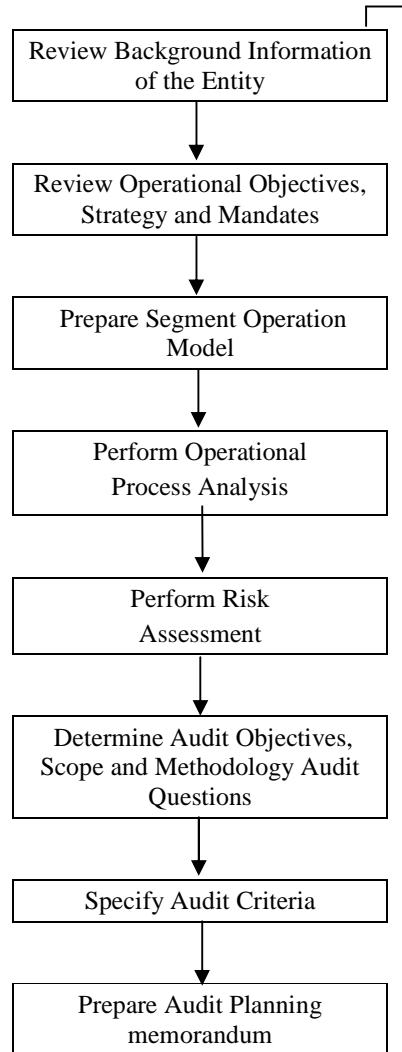 Review Background Information
of the Entity
Review Operational Objectives,
Strategy and Mandates
Prepare Segment Operation
Model
Perform Operational
Process Analysis
Perform Risk
Assessment
Determine Audit Objectives,
Scope and Methodology Audit
Questions
Specify Audit Criteria
Prepare Audit Planning
memorandum